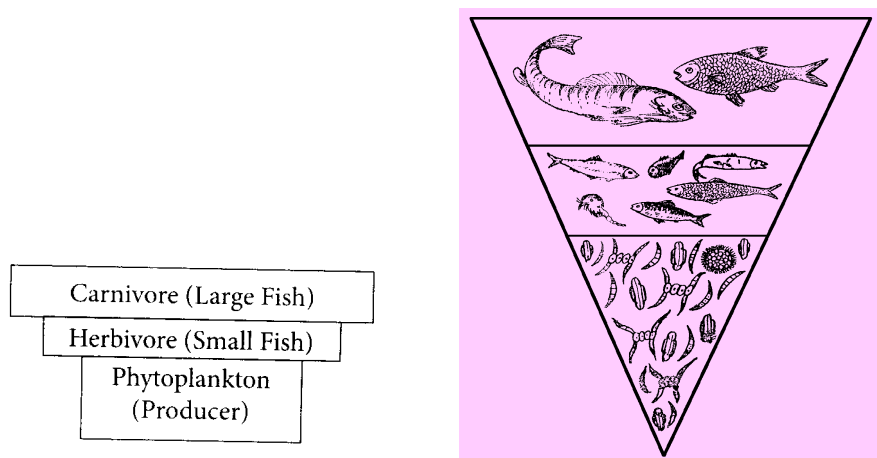 Carnivore (Large Fish)
Herbivore (Small Fish)
Phytoplankton
(Producer)